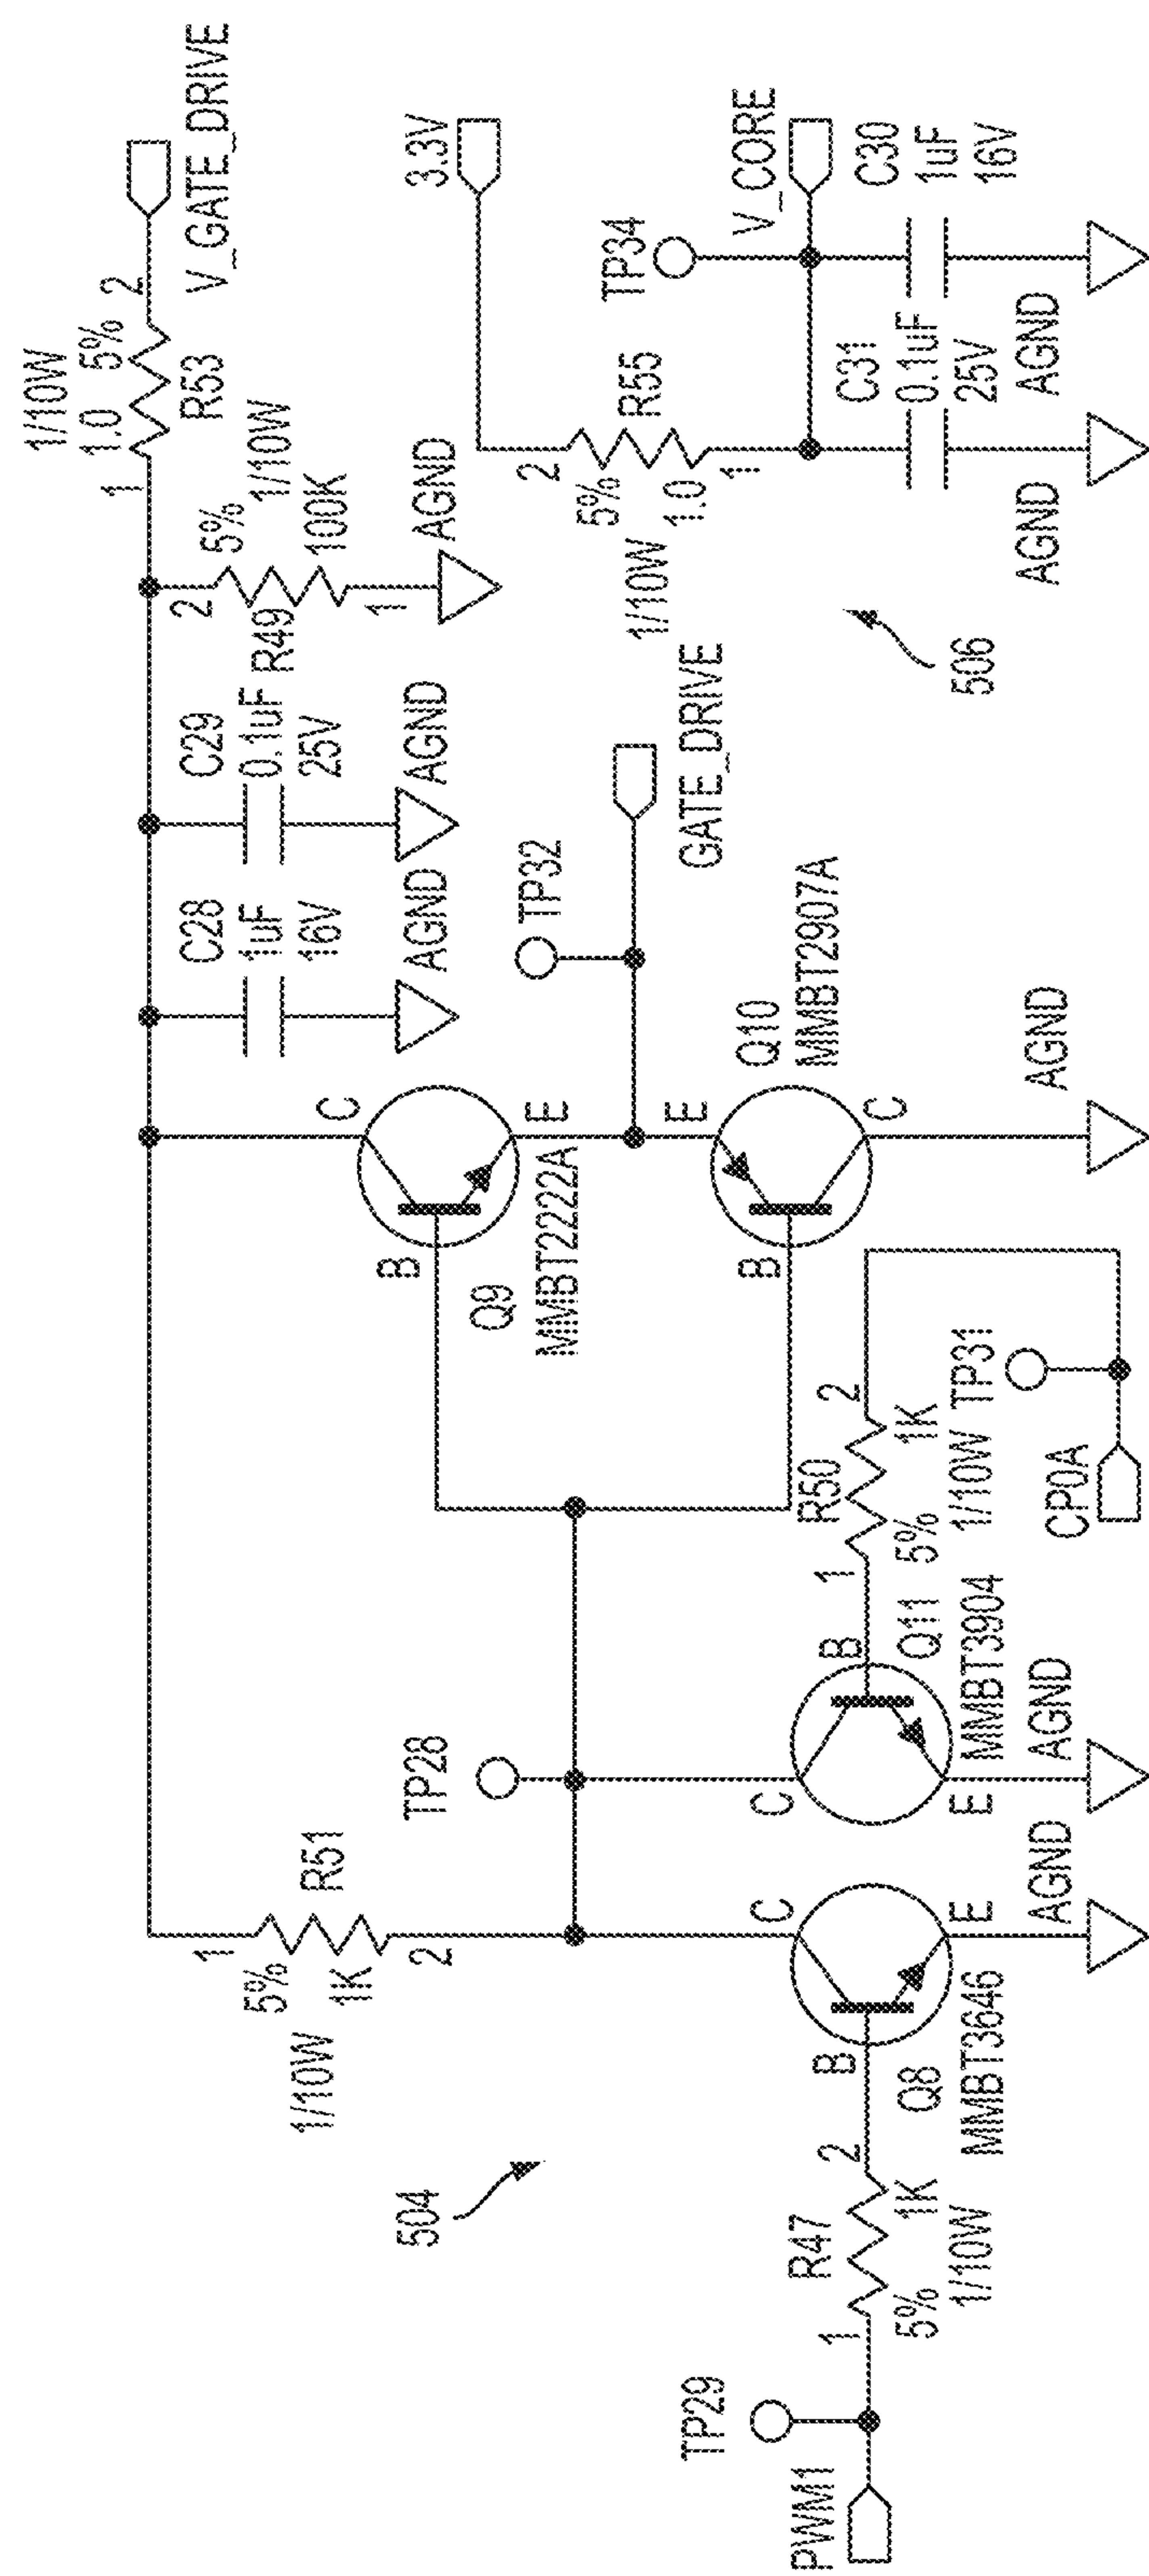 1/10W
1.0 5%
1
2
R53
V_GATE_DRIVE
5%
1/10W
100K
2
R49
1
AGND
C29
0.1uF
25V
AGND
C28
1uF
16V
AGND
3.3V
TP34
V_CORE
2
R55
5%
1.0
1/10W
1
C31
0.1uF
25V
AGND
C30
1uF
16V
AGND
506
TP32
GATE_DRIVE
C
B
E
Q9
MMBT2222A
E
B
C
Q10
MMBT2907A
AGND
R51
1
5%
1K
2
1/10W
504
TP28
C
B
E
Q11
MMBT3904
AGND
1
R50
2
5% 1K
1/10W
TP31
CP0A
C
B
E
Q8
MMBT3646
AGND
R47
1
2
5% 1K
1/10W
TP29
PWM1